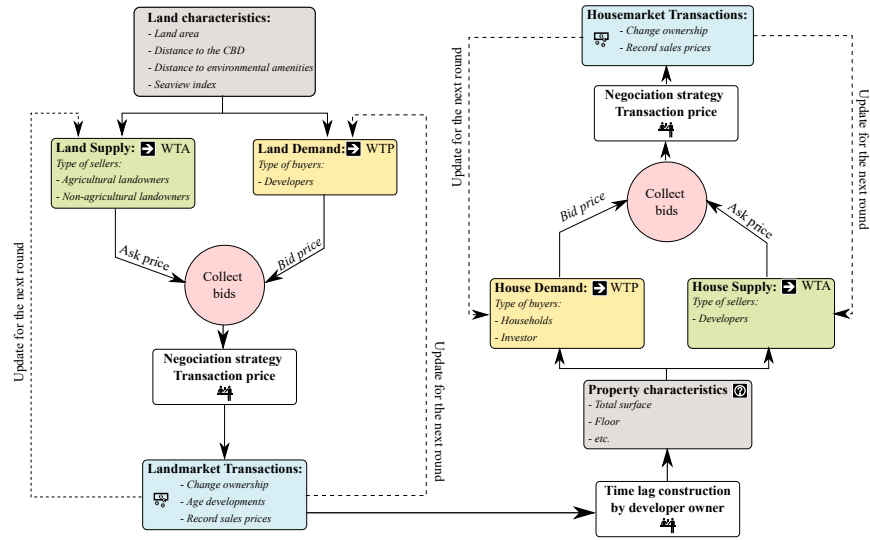 Land characteristics:
- Land area
- Distance to the CBD
- Distance to environmental amenities
- Seaview index
Land Supply: WTA
Type of sellers:
- Agricultural landowners
- Non-agricultural landowners
Land Demand: WTP
Type of buyers:
- Developers
Ask price
Bid price
Collect
bids
Negociation strategy
Transaction price
Landmarket Transactions:
- Change ownership
- Age developments
- Record sales prices
Update for the next round
Update for the next round
Housemarket Transactions:
- Change ownership
- Record sales prices
Negociation strategy
Transaction price
Collect
bids
Bid price
Ask price
House Demand: WTP
Type of buyers:
- Households
- Investor
House Supply: WTA
Type of sellers:
- Developers
Property characteristics
- Total surface
- Floor
- etc.
Time lag construction
by developer owner
Update for the next round
Update for the next round